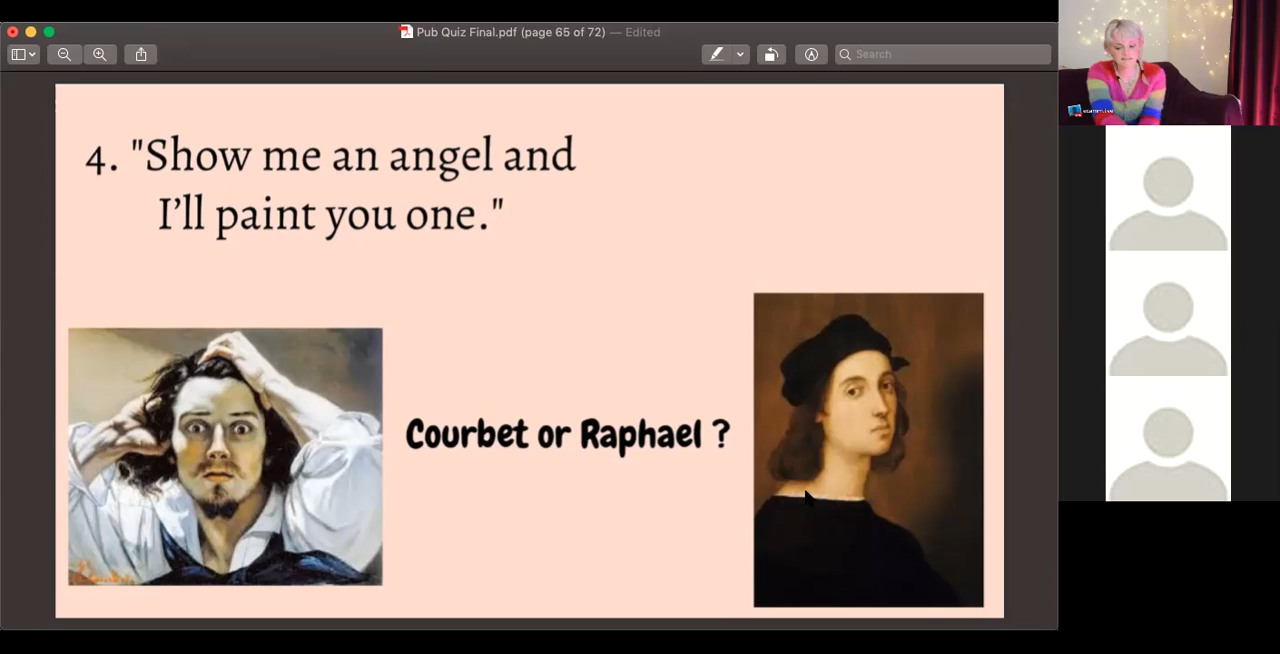 Pub Quiz Final.pdf (page 65 of 72) — Edited
Search
4. "Show me an angel and
I’ll paint you one."
Courbet or Raphael ?